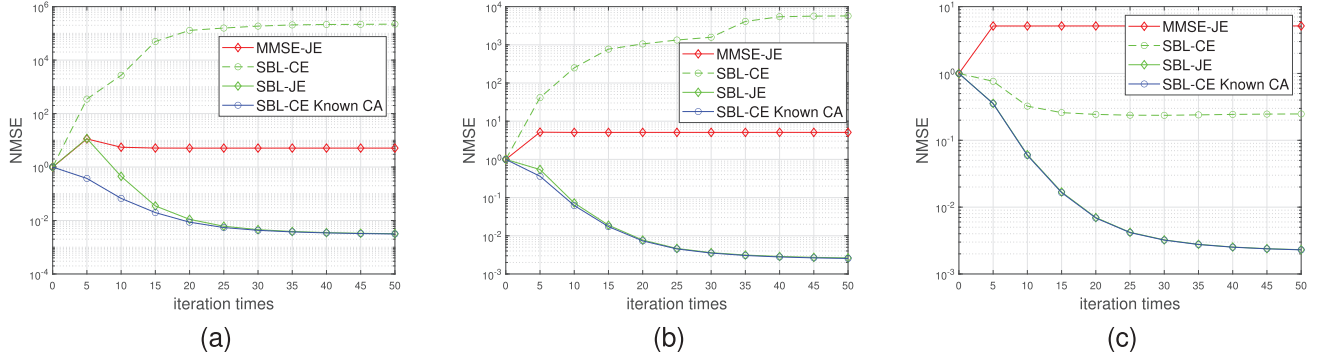 10^6
10^4
10^2
10^0
10^-2
10^-4
NMSE
MMSE-JE
SBL-CE
SBL-JE
SBL-CE Known CA
0 5 10 15 20 25 30 35 40 45 50
iteration times
(a)
10^4
10^3
10^2
10^1
10^0
10^-1
10^-2
10^-3
NMSE
MMSE-JE
SBL-CE
SBL-JE
SBL-CE Known CA
0 5 10 15 20 25 30 35 40 45 50
iteration times
(b)
10^1
10^0
10^-1
10^-2
10^-3
NMSE
MMSE-JE
SBL-CE
SBL-JE
SBL-CE Known CA
0 5 10 15 20 25 30 35 40 45 50
iteration times
(c)